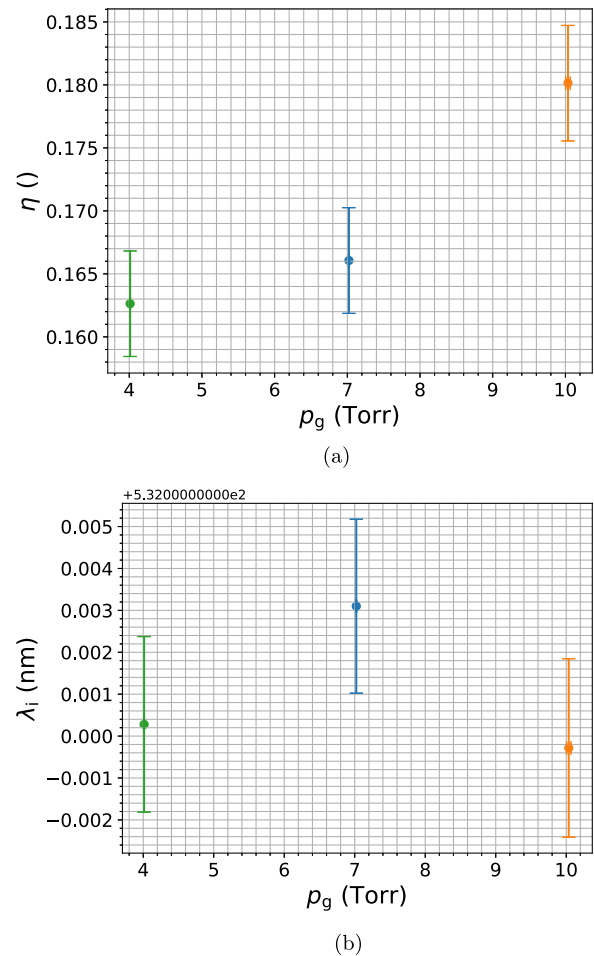 0.185
0.180
0.175
0.170
0.165
0.160
η ()
4 5 6 7 8 9 10
p_g (Torr)
(a)
+5.3200000000e2
0.005
0.004
0.003
0.002
0.001
0.000
−0.001
−0.002
λ_i (nm)
4 5 6 7 8 9 10
p_g (Torr)
(b)